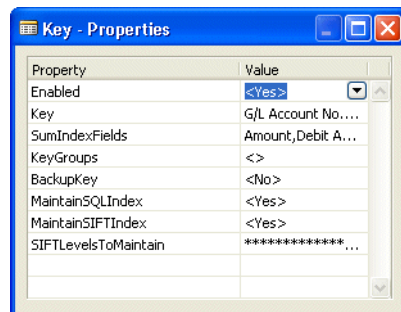 Key - Properties
Property Value
Enabled <Yes>
Key G/L Account No....
SumIndexFields Amount,Debit A...
KeyGroups <>
BackupKey <No>
MaintainSQLIndex <Yes>
MaintainSIFTIndex <Yes>
SIFTLevelsToMaintain *************...